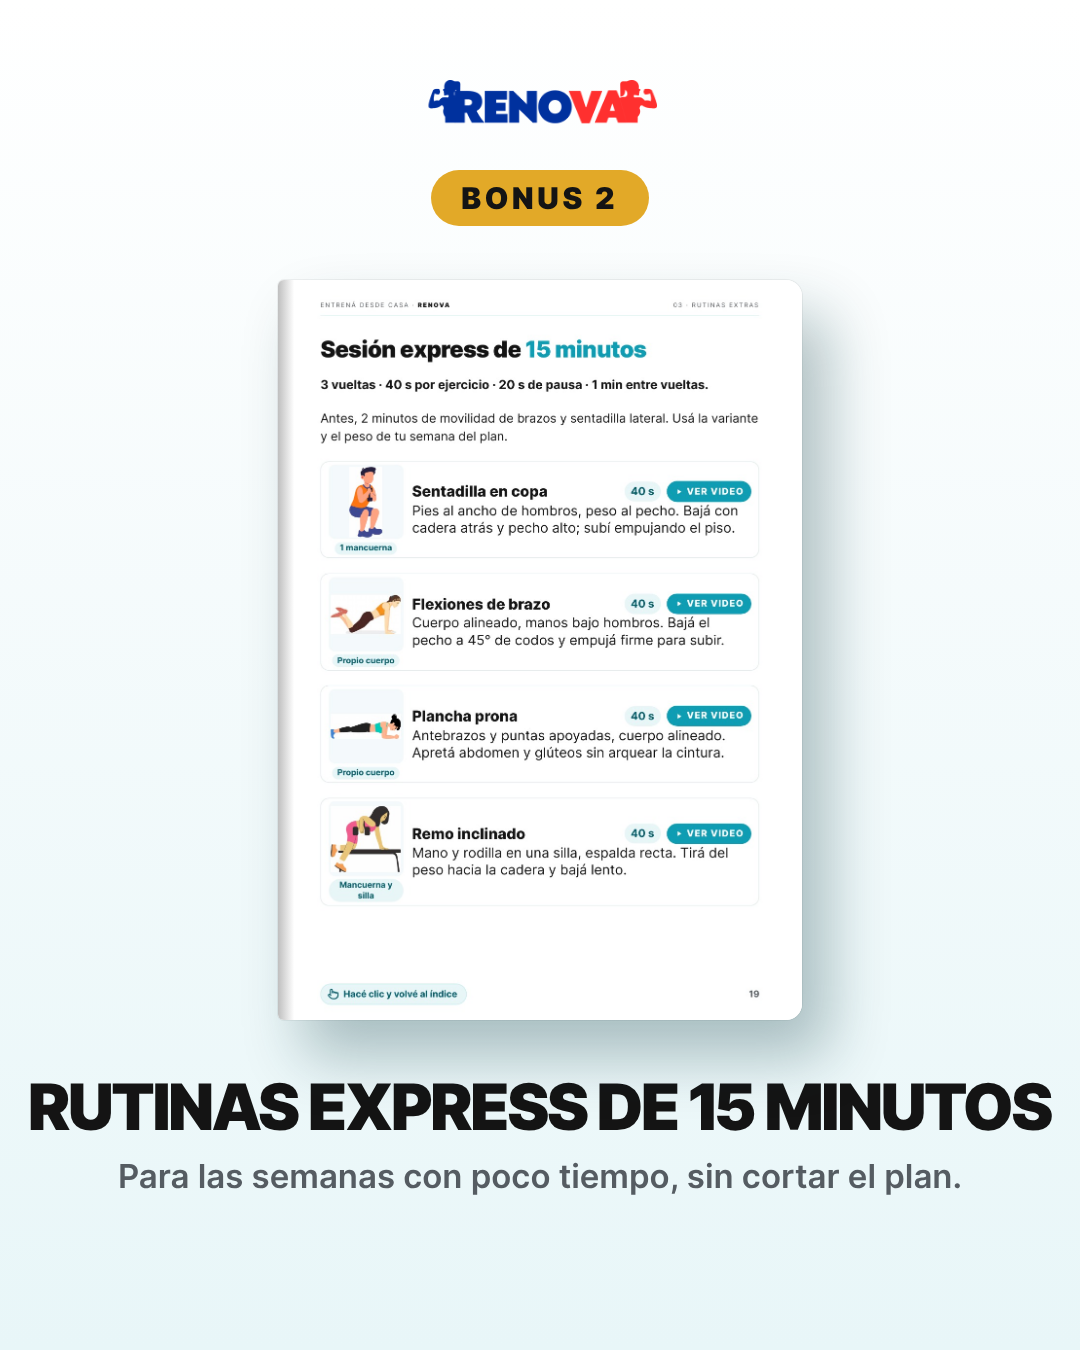 RENOVA
BONUS 2
ENTRENÁ DESDE CASA · RENOVA
03 · RUTINAS EXTRAS
Sesión express de 15 minutos
3 vueltas · 40 s por ejercicio · 20 s de pausa · 1 min entre vueltas.
Antes, 2 minutos de movilidad de brazos y sentadilla lateral. Usá la variante
y el peso de tu semana del plan.
Sentadilla en copa
40 s
VER VIDEO
Pies al ancho de hombros, peso al pecho. Bajá con
cadera atrás y pecho alto; subí empujando el piso.
1 mancuerna
Flexiones de brazo
40 s
VER VIDEO
Cuerpo alineado, manos bajo hombros. Bajá el
pecho a 45° de codos y empujá firme para subir.
Propio cuerpo
Plancha prona
40 s
VER VIDEO
Antebrazos y puntas apoyadas, cuerpo alineado.
Apretá abdomen y glúteos sin arquear la cintura.
Propio cuerpo
Remo inclinado
40 s
VER VIDEO
Mano y rodilla en una silla, espalda recta. Tirá del
peso hacia la cadera y bajá lento.
Mancuerna y
silla
Hacé clic y volvé al índice
19
RUTINAS EXPRESS DE 15 MINUTOS
Para las semanas con poco tiempo, sin cortar el plan.